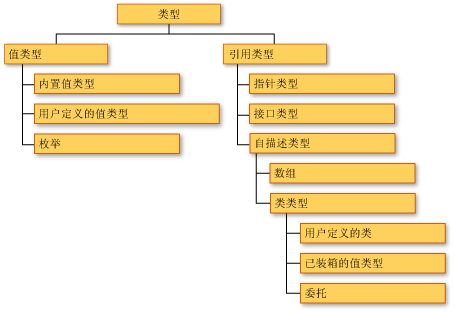 类型
值类型
内置值类型
用户定义的值类型
枚举
引用类型
指针类型
接口类型
自描述类型
数组
类类型
用户定义的类
已装箱的值类型
委托